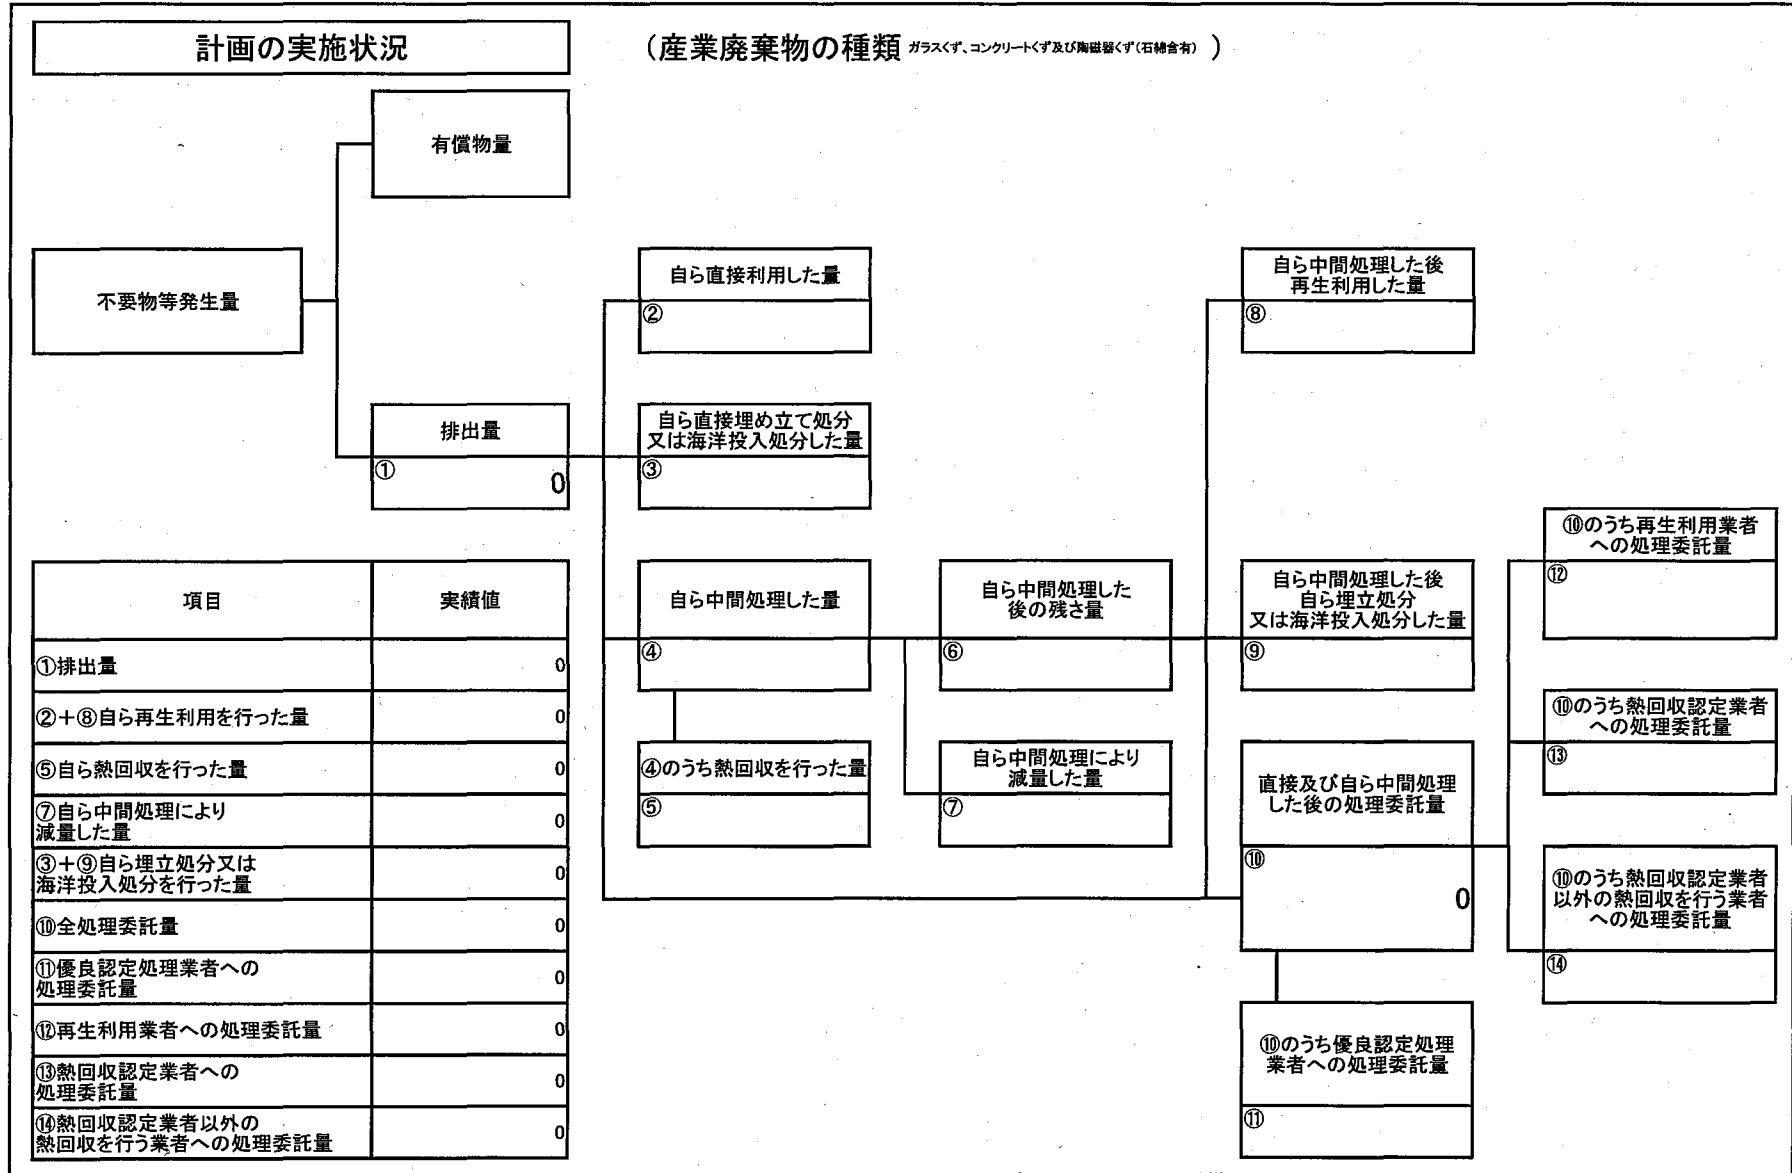 計画の実施状況
（産業廃棄物の種類 ガラスくず、コンクリートくず及び陶磁器くず（石綿含有） ）
有償物量
不要物等発生量
排出量
①
0
自ら直接利用した量
②
自ら直接埋め立て処分
又は海洋投入処分した量
③
自ら中間処理した量
④
④のうち熱回収を行った量
⑤
自ら中間処理した
後の残さ量
⑥
自ら中間処理により
減量した量
⑦
自ら中間処理した後
再生利用した量
⑧
自ら中間処理した後
自ら埋立処分
又は海洋投入処分した量
⑨
直接及び自ら中間処理
した後の処理委託量
⑩
0
⑩のうち優良認定処理
業者への処理委託量
⑪
⑩のうち再生利用業者
への処理委託量
⑫
⑩のうち熱回収認定業者
への処理委託量
⑬
⑩のうち熱回収認定業者
以外の熱回収を行う業者
への処理委託量
⑭
項目 実績値
①排出量 0
②＋⑧自ら再生利用を行った量 0
⑤自ら熱回収を行った量 0
⑦自ら中間処理により
減量した量 0
③＋⑨自ら埋立処分又は
海洋投入処分を行った量 0
⑩全処理委託量 0
⑪優良認定処理業者への
処理委託量 0
⑫再生利用業者への処理委託量 0
⑬熱回収認定業者への
処理委託量 0
⑭熱回収認定業者以外の
熱回収を行う業者への処理委託量 0